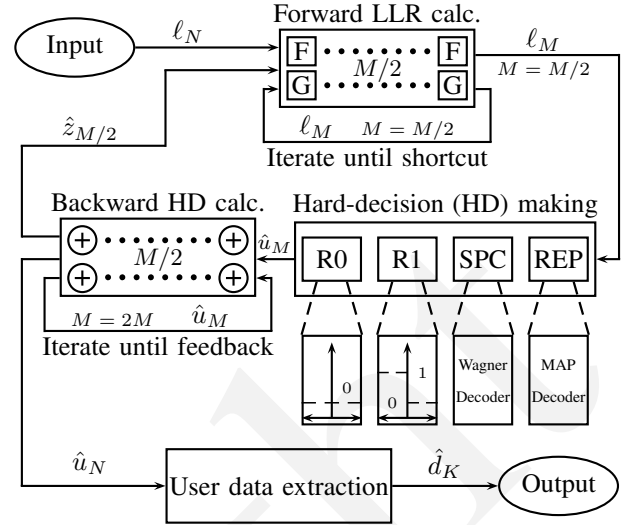 Forward LLR calc.
Input
ℓ_N
F
F
ℓ_M
M/2
M = M/2
G
G
ẑ_{M/2}
ℓ_M M = M/2
Iterate until shortcut
Backward HD calc.
Hard-decision (HD) making
+ +
û_M
M/2
R0 R1 SPC REP
+ +
M = 2M û_M
Iterate until feedback
0
1
0
Wagner
Decoder
MAP
Decoder
û_N
User data extraction
d̂_K
Output